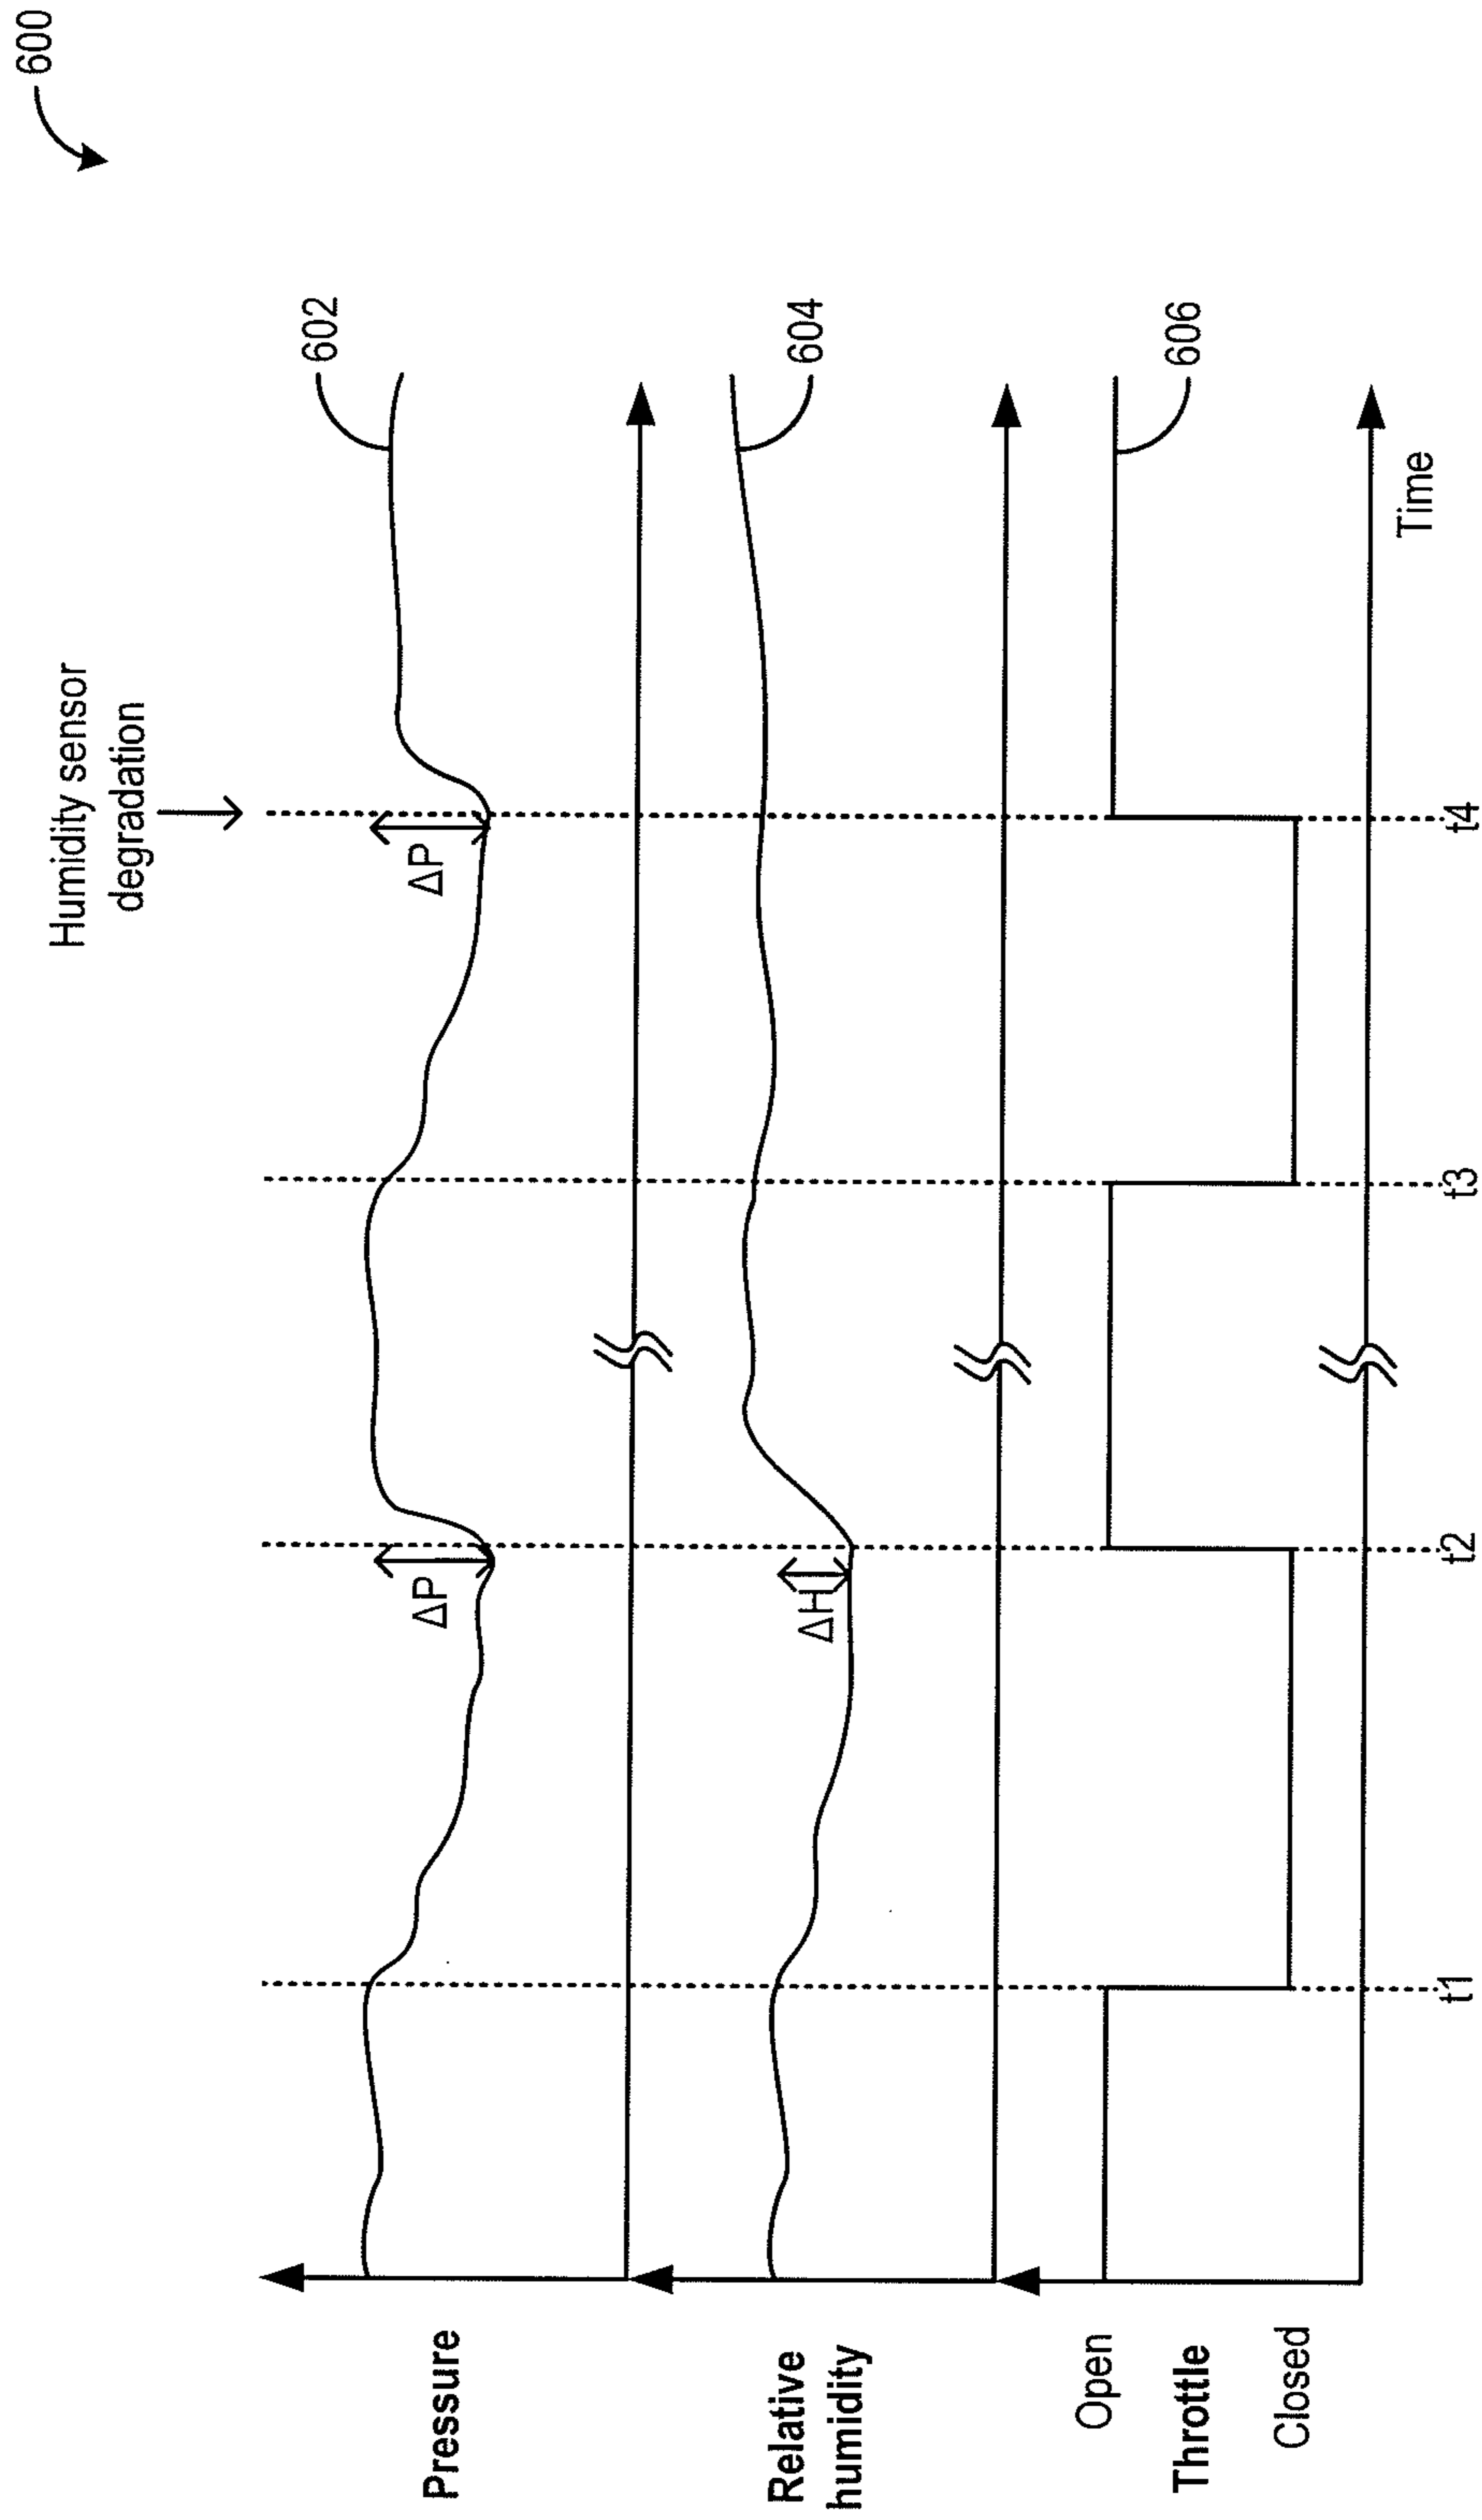 600
Humidity sensor
degradation
602
Pressure
ΔP
ΔP
604
Relative
humidity
ΔH
606
Open
Throttle
Closed
Time
t1
t2
t3
t4